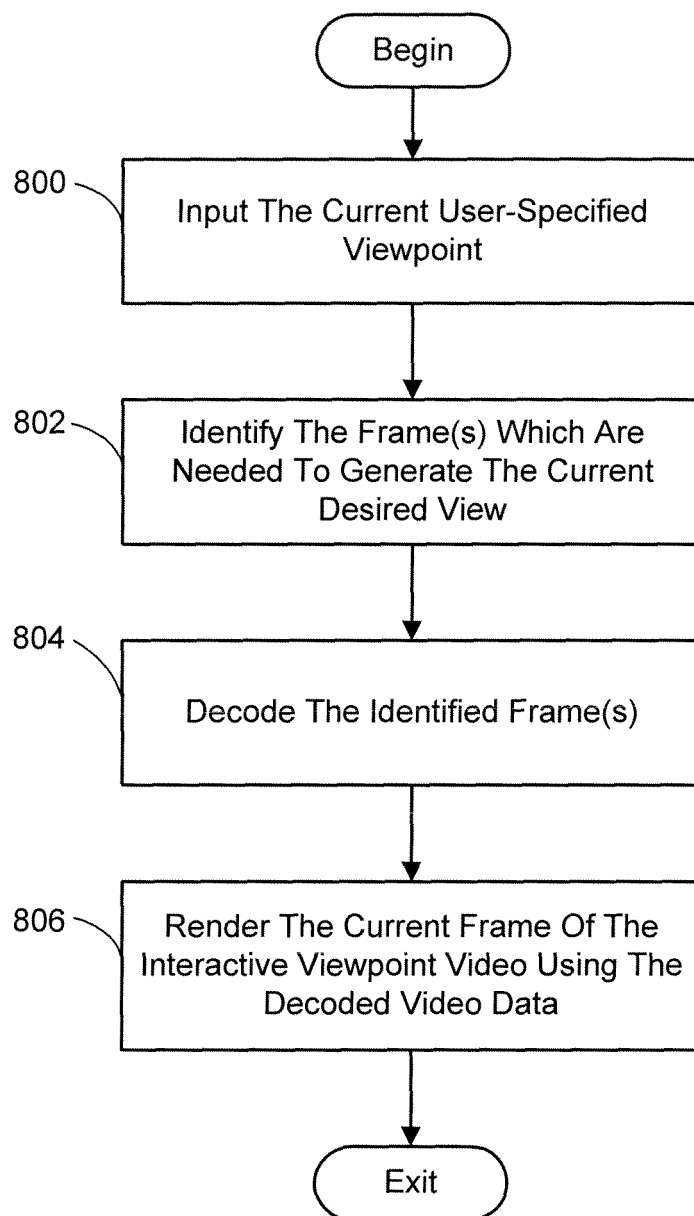 Begin
800
Input The Current User-Specified
Viewpoint
802
Identify The Frame(s) Which Are
Needed To Generate The Current
Desired View
804
Decode The Identified Frame(s)
806
Render The Current Frame Of The
Interactive Viewpoint Video Using The
Decoded Video Data
Exit